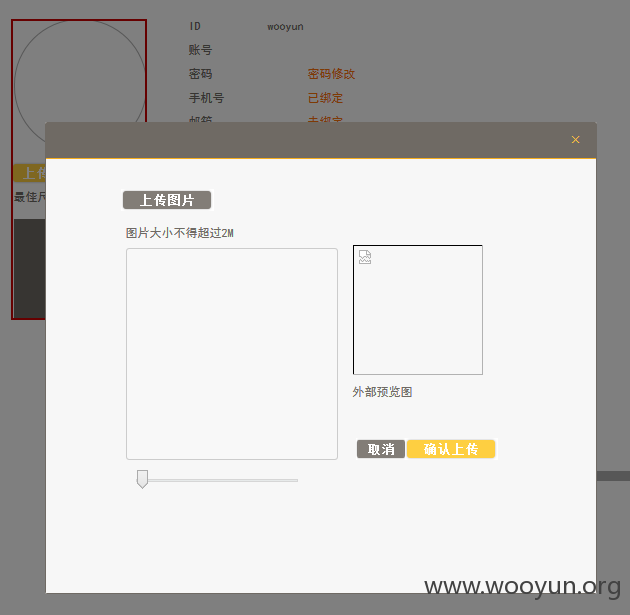 ID wooyun
账号
密码 密码修改
手机号 已绑定
邮箱 未绑定
上传
最佳尺
×
上传图片
图片大小不得超过2M
外部预览图
取消 确认上传
www.wooyun.org